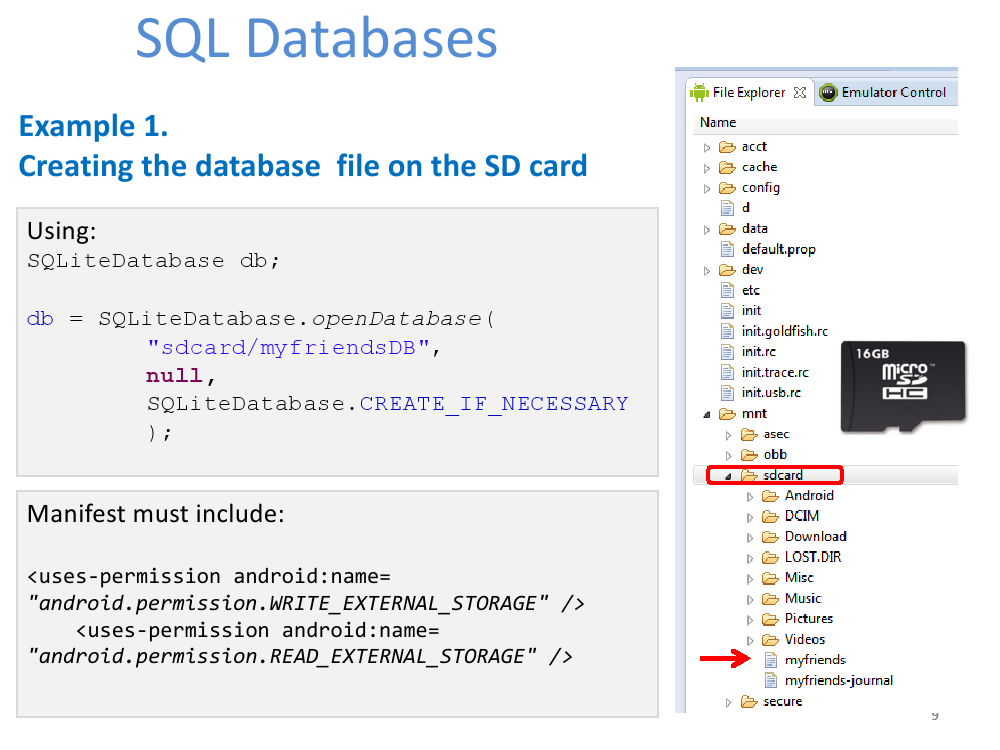 SQL Databases
Example 1.
Creating the database  file on the SD card
Using:
SQLiteDatabase db;
db = SQLiteDatabase.openDatabase(
"sdcard/myfriendsDB",
null,
SQLiteDatabase.CREATE_IF_NECESSARY
);
Manifest must include:
<uses-permission android:name=
"android.permission.WRITE_EXTERNAL_STORAGE" />
<uses-permission android:name=
"android.permission.READ_EXTERNAL_STORAGE" />
File Explorer
Emulator Control
Name
acct
cache
config
d
data
default.prop
dev
etc
init
init.goldfish.rc
init.rc
init.trace.rc
init.usb.rc
mnt
asec
obb
sdcard
Android
DCIM
Download
LOST.DIR
Misc
Music
Pictures
Videos
myfriends
myfriends-journal
secure
16GB
micro
SD
HC
9